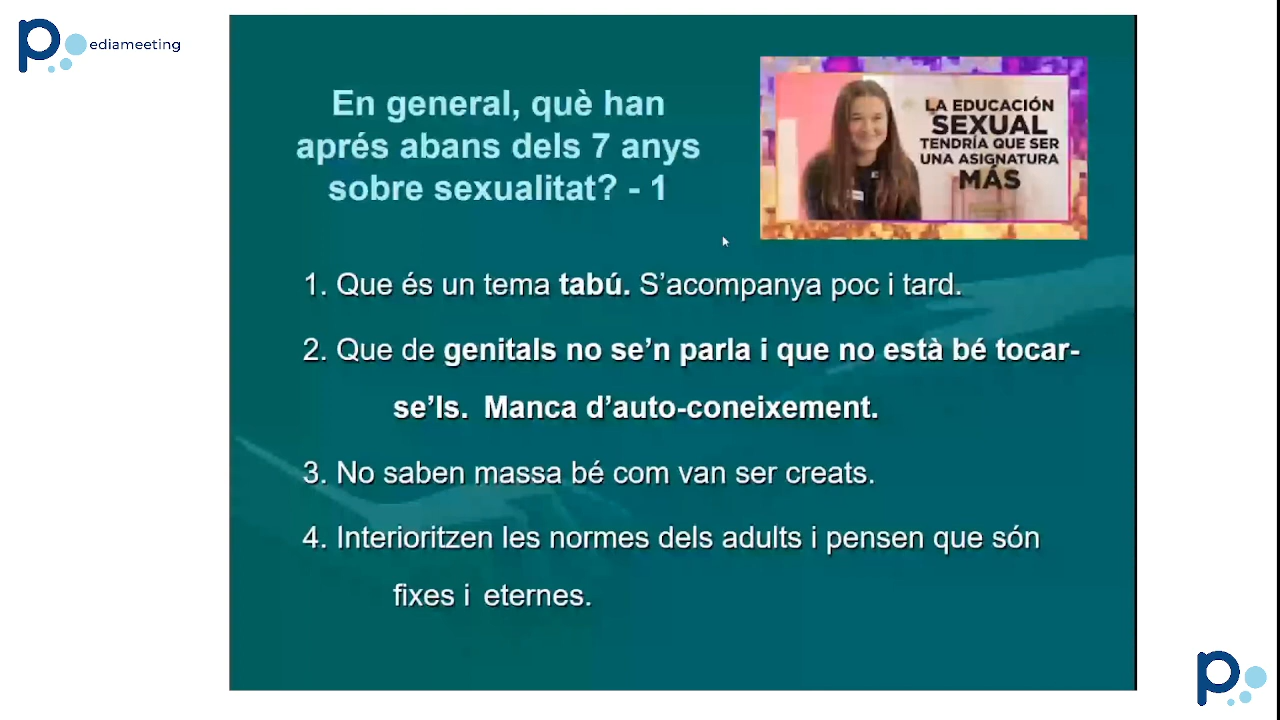 pediameeting
En general, què han
aprés abans dels 7 anys
sobre sexualitat? - 1
LA EDUCACIÓN
SEXUAL
TENDRÍA QUE SER
UNA ASIGNATURA
MÁS
1. Que és un tema tabú. S'acompanya poc i tard.
2. Que de genitals no se'n parla i que no està bé tocar-
se'ls. Manca d'auto-coneixement.
3. No saben massa bé com van ser creats.
4. Interioritzen les normes dels adults i pensen que són
fixes i eternes.
p